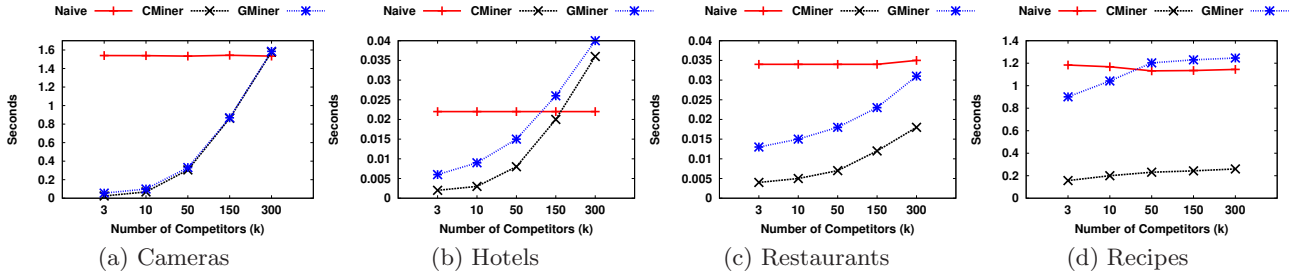 Naive CMiner GMiner
1.6
1.4
1.2
1
0.8
0.6
0.4
0.2
0
Seconds
3 10 50 150 300
Number of Competitors (k)
(a) Cameras
Naive CMiner GMiner
0.04
0.035
0.03
0.025
0.02
0.015
0.01
0.005
0
Seconds
3 10 50 150 300
Number of Competitors (k)
(b) Hotels
Naive CMiner GMiner
0.04
0.035
0.03
0.025
0.02
0.015
0.01
0.005
0
Seconds
3 10 50 150 300
Number of Competitors (k)
(c) Restaurants
Naive CMiner GMiner
1.4
1.2
1
0.8
0.6
0.4
0.2
0
Seconds
3 10 50 150 300
Number of Competitors (k)
(d) Recipes